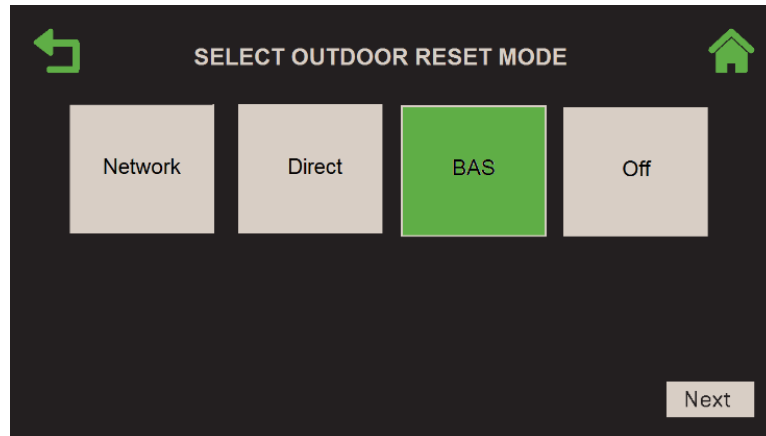 SELECT OUTDOOR RESET MODE
Network
Direct
BAS
Off
Next